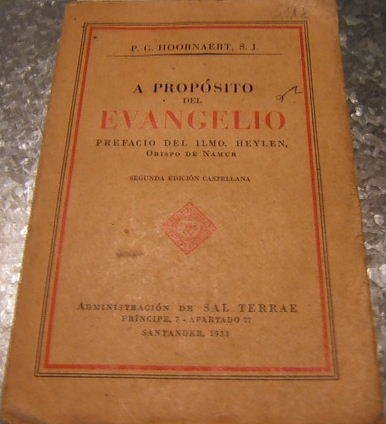 P. G. HOORNAERT, S. J.
A PROPÓSITO
DEL
EVANGELIO
PREFACIO DEL ILMO. HEYLEN,
OBISPO DE NAMUR
SEGUNDA EDICIÓN CASTELLANA
ADMINISTRACIÓN DE SAL TERRAE
PRÍNCIPE, 7 - APARTADO 77
SANTANDER, 1933